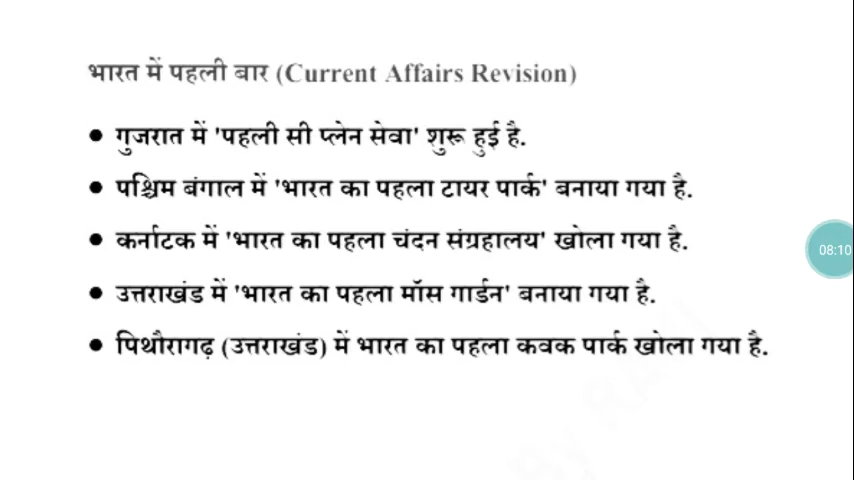 भारत में पहली बार (Current Affairs Revision)
● गुजरात में 'पहली सी प्लेन सेवा' शुरू हुई है.
● पश्चिम बंगाल में 'भारत का पहला टायर पार्क' बनाया गया है.
● कर्नाटक में 'भारत का पहला चंदन संग्रहालय' खोला गया है.
08:10
● उत्तराखंड में 'भारत का पहला मॉस गार्डन' बनाया गया है.
● पिथौरागढ़ (उत्तराखंड) में भारत का पहला कवक पार्क खोला गया है.